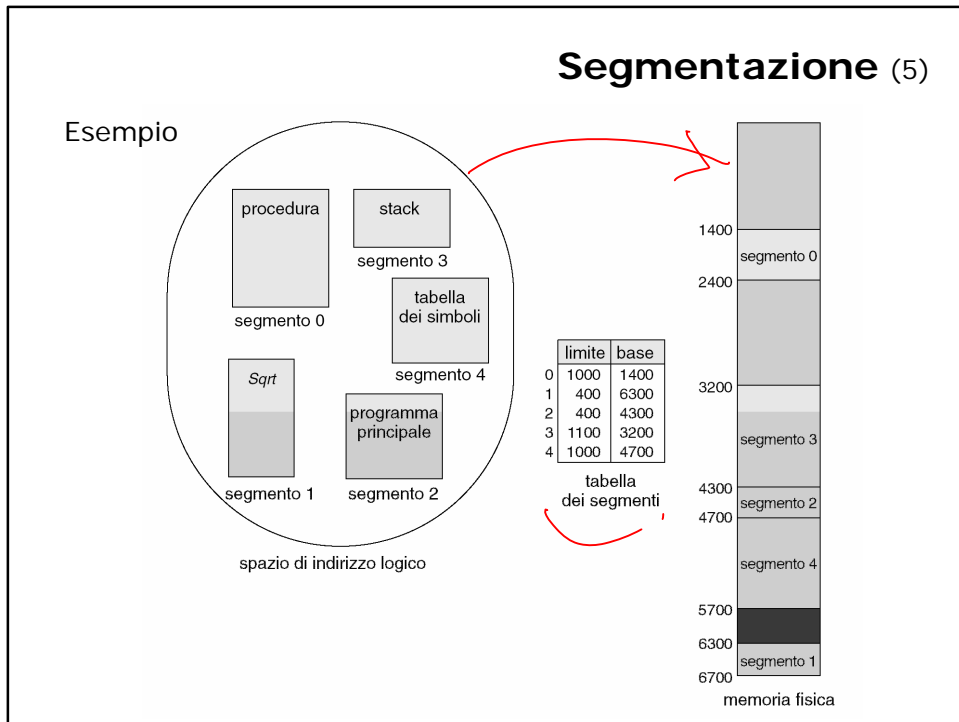 Segmentazione (5)
Esempio
procedura
segmento 0
stack
segmento 3
tabella
dei simboli
segmento 4
Sqrt
segmento 1
programma
principale
segmento 2
spazio di indirizzo logico
limite base
0 1000 1400
1 400 6300
2 400 4300
3 1100 3200
4 1000 4700
tabella
dei segmenti
1400
segmento 0
2400
3200
segmento 3
4300
segmento 2
4700
segmento 4
5700
6300
segmento 1
6700
memoria fisica